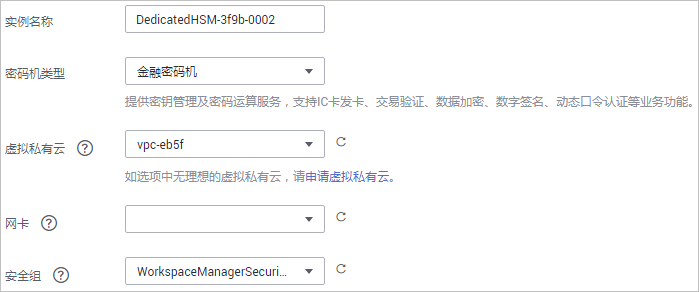 实例名称 DedicatedHSM-3f9b-0002
密码机类型 金融密码机
提供密钥管理及密码运算服务，支持IC卡发卡、交易验证、数据加密、数字签名、动态口令认证等业务功能。
虚拟私有云 ? vpc-eb5f
如选项中无理想的虚拟私有云，请申请虚拟私有云。
网卡 ?
安全组 ? WorkspaceManagerSecuri...